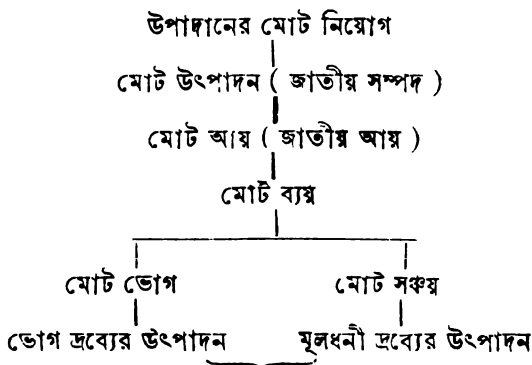 উপাদানের মোট নিয়োগ
মোট উৎপাদন ( জাতীয় সম্পদ )
মোট আয় ( জাতীয় আয় )
মোট ব্যয়
মোট ভোগ মোট সঞ্চয়
ভোগ দ্রব্যের উৎপাদন মূলধনী দ্রব্যের উৎপাদন